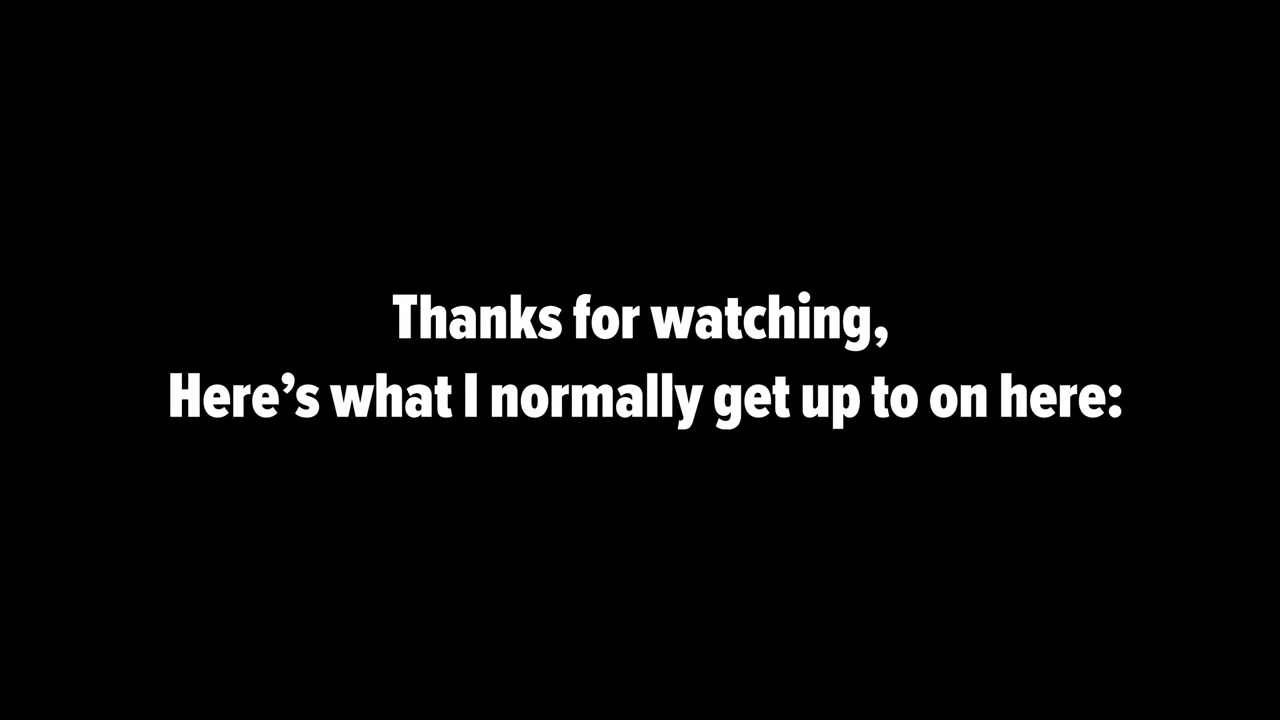 Thanks for watching,
Here’s what I normally get up to on here: